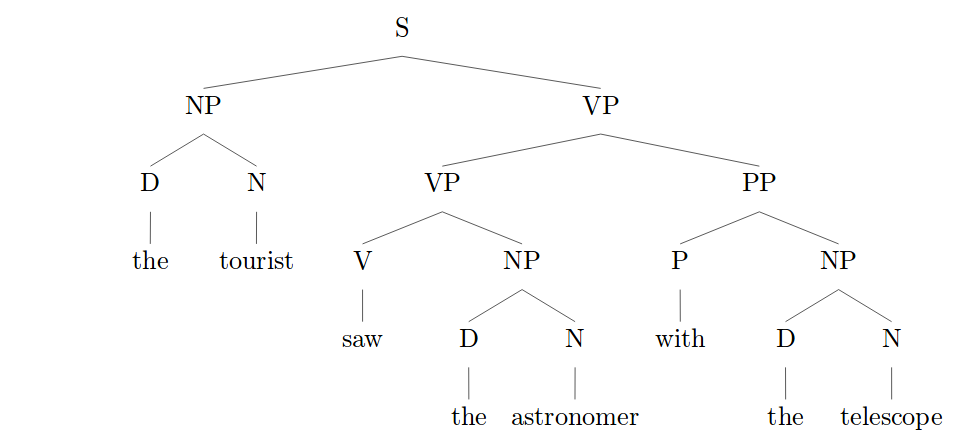 S
NP VP
D N VP PP
the tourist V NP P NP
saw D N with D N
the astronomer the telescope